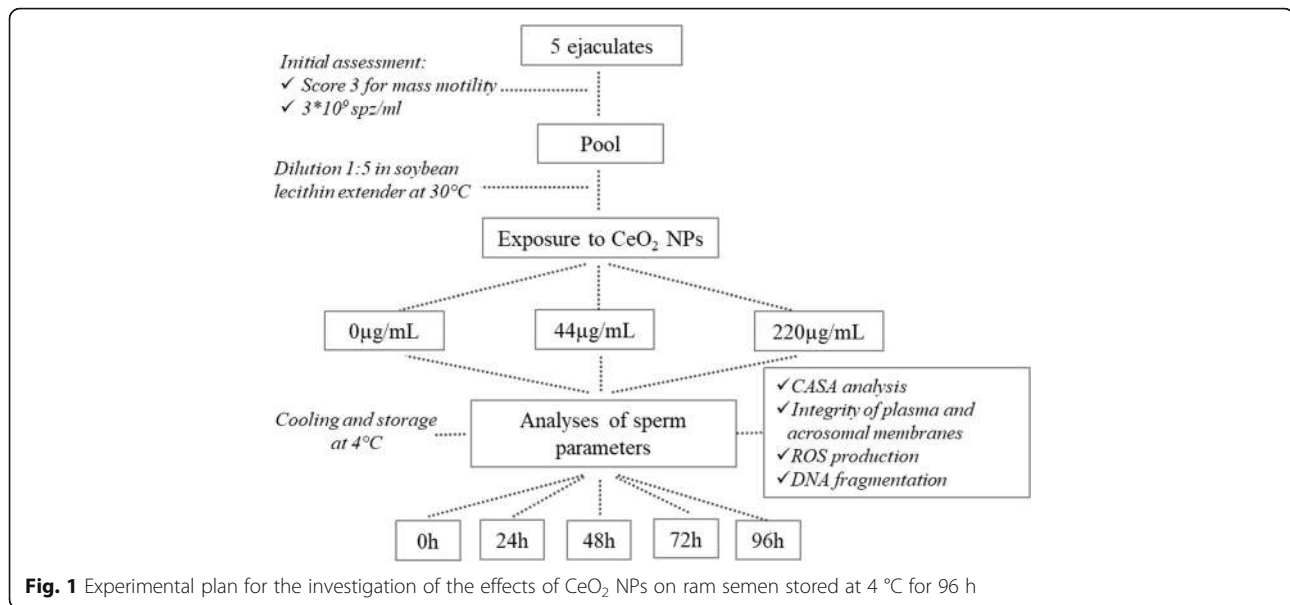 5 ejaculates
Initial assessment:
✓ Score 3 for mass motility
✓ 3*10⁹ spz/ml
Pool
Dilution 1:5 in soybean
lecithin extender at 30°C
Exposure to CeO₂ NPs
0µg/mL
44µg/mL
220µg/mL
Cooling and storage
at 4°C
Analyses of sperm
parameters
✓CASA analysis
✓Integrity of plasma and
acrosomal membranes
✓ROS production
✓DNA fragmentation
0h
24h
48h
72h
96h
Fig. 1 Experimental plan for the investigation of the effects of CeO₂ NPs on ram semen stored at 4 °C for 96 h